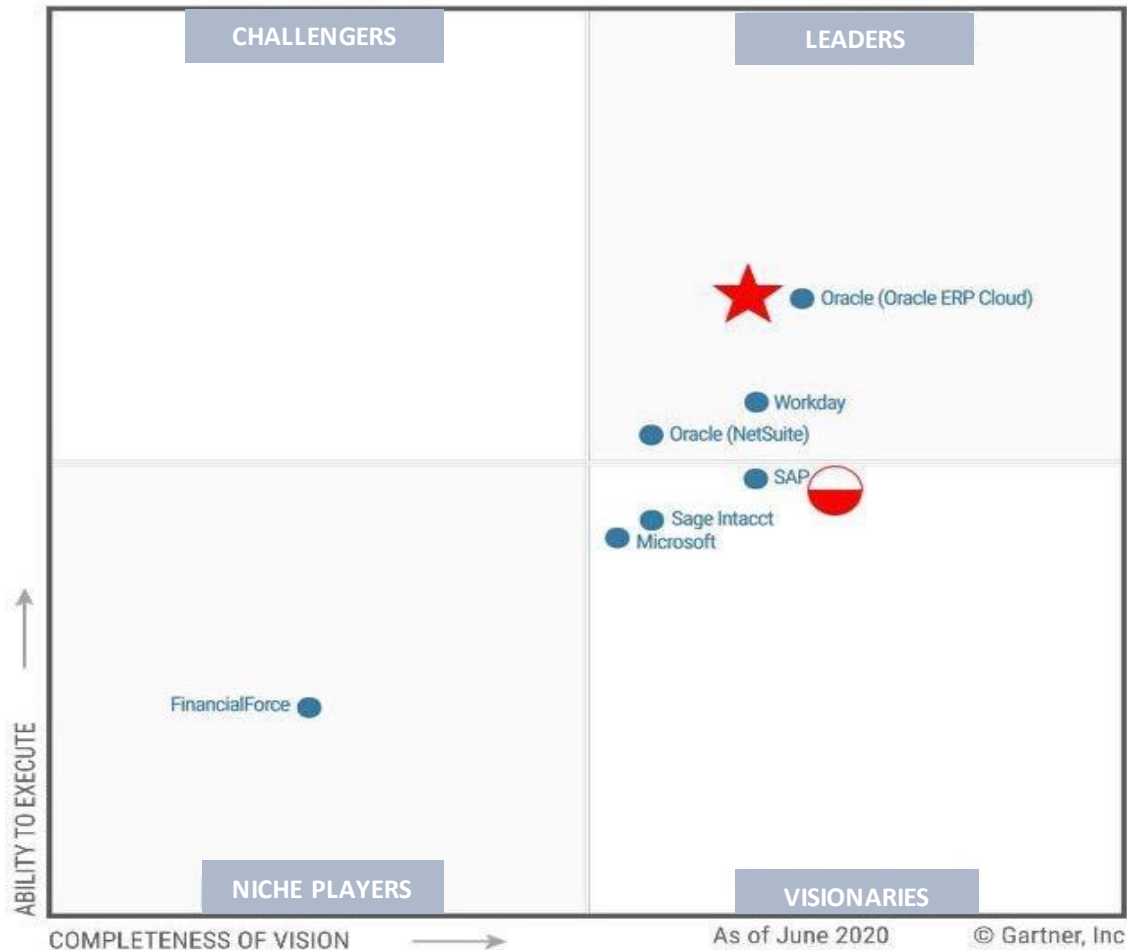 CHALLENGERS
LEADERS
Oracle (Oracle ERP Cloud)
Workday
Oracle (NetSuite)
SAP
Sage Intacct
Microsoft
FinancialForce
ABILITY TO EXECUTE
NICHE PLAYERS
VISIONARIES
COMPLETENESS OF VISION
As of June 2020
© Gartner, Inc